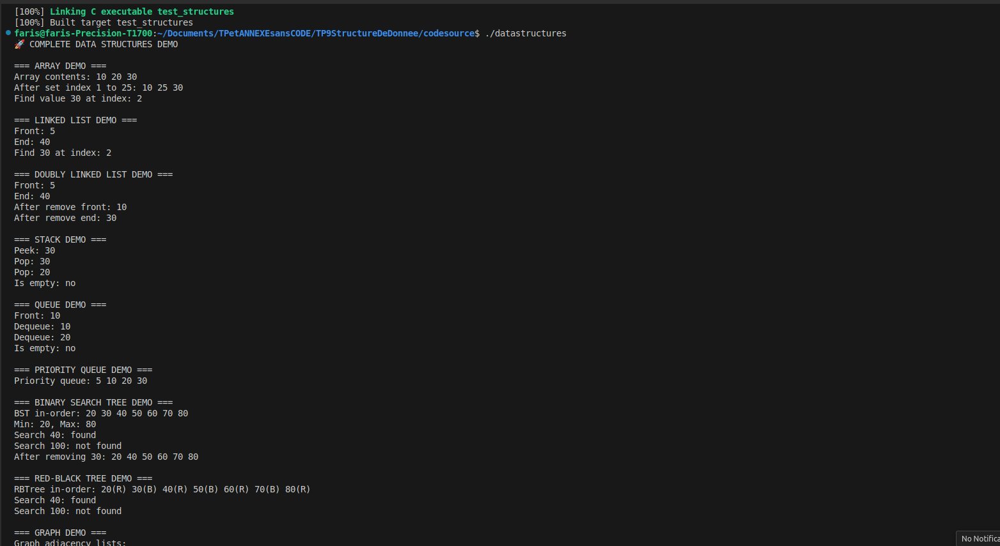 [100%] Linking C executable test_structures
[100%] Built target test_structures
faris@faris-Precision-T1700:~/Documents/TPetANNEXEsansCODE/TP9StructureDeDonnee/codesource$ ./datastructures
🚀 COMPLETE DATA STRUCTURES DEMO
=== ARRAY DEMO ===
Array contents: 10 20 30
After set index 1 to 25: 10 25 30
Find value 30 at index: 2
=== LINKED LIST DEMO ===
Front: 5
End: 40
Find 30 at index: 2
=== DOUBLY LINKED LIST DEMO ===
Front: 5
End: 40
After remove front: 10
After remove end: 30
=== STACK DEMO ===
Peek: 30
Pop: 30
Pop: 20
Is empty: no
=== QUEUE DEMO ===
Front: 10
Dequeue: 10
Dequeue: 20
Is empty: no
=== PRIORITY QUEUE DEMO ===
Priority queue: 5 10 20 30
=== BINARY SEARCH TREE DEMO ===
BST in-order: 20 30 40 50 60 70 80
Min: 20, Max: 80
Search 40: found
Search 100: not found
After removing 30: 20 40 50 60 70 80
=== RED-BLACK TREE DEMO ===
RBTree in-order: 20(R) 30(B) 40(R) 50(B) 60(R) 70(B) 80(R)
Search 40: found
Search 100: not found
=== GRAPH DEMO ===
Graph adjacency lists:
No Notifica